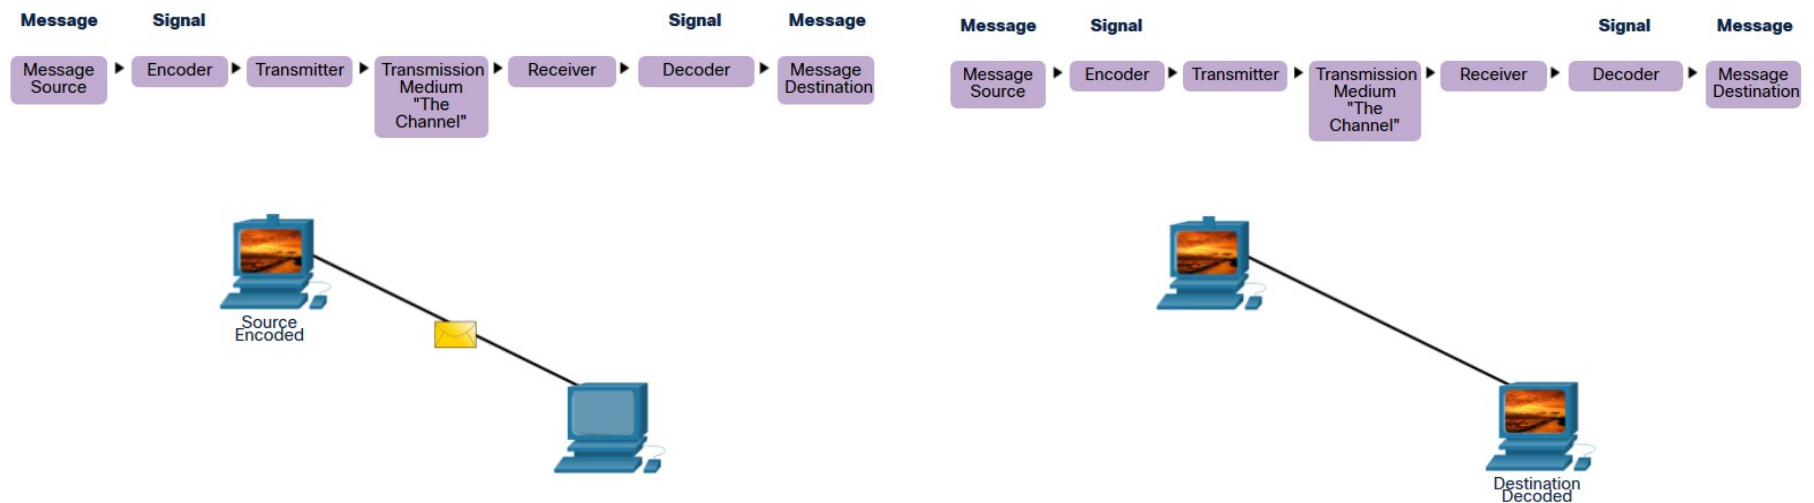 Message Signal Signal Message
Message Source Encoder Transmitter Transmission Medium "The Channel" Receiver Decoder Message Destination
Source
Encoded
Message Signal Signal Message
Message Source Encoder Transmitter Transmission Medium "The Channel" Receiver Decoder Message Destination
Destination
Decoded